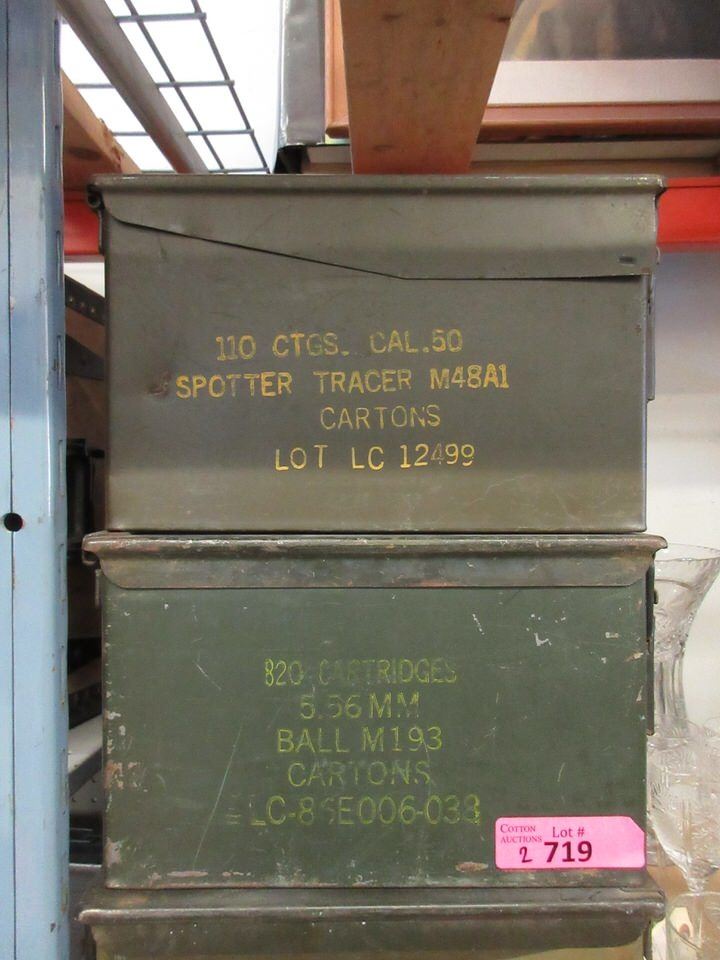 110 CTGS. CAL.50
SPOTTER TRACER M48A1
CARTONS
LOT LC 12499
820 CARTRIDGES
5.56 MM
BALL M193
CARTONS
COTTON
AUCTIONS
Lot #
2 719